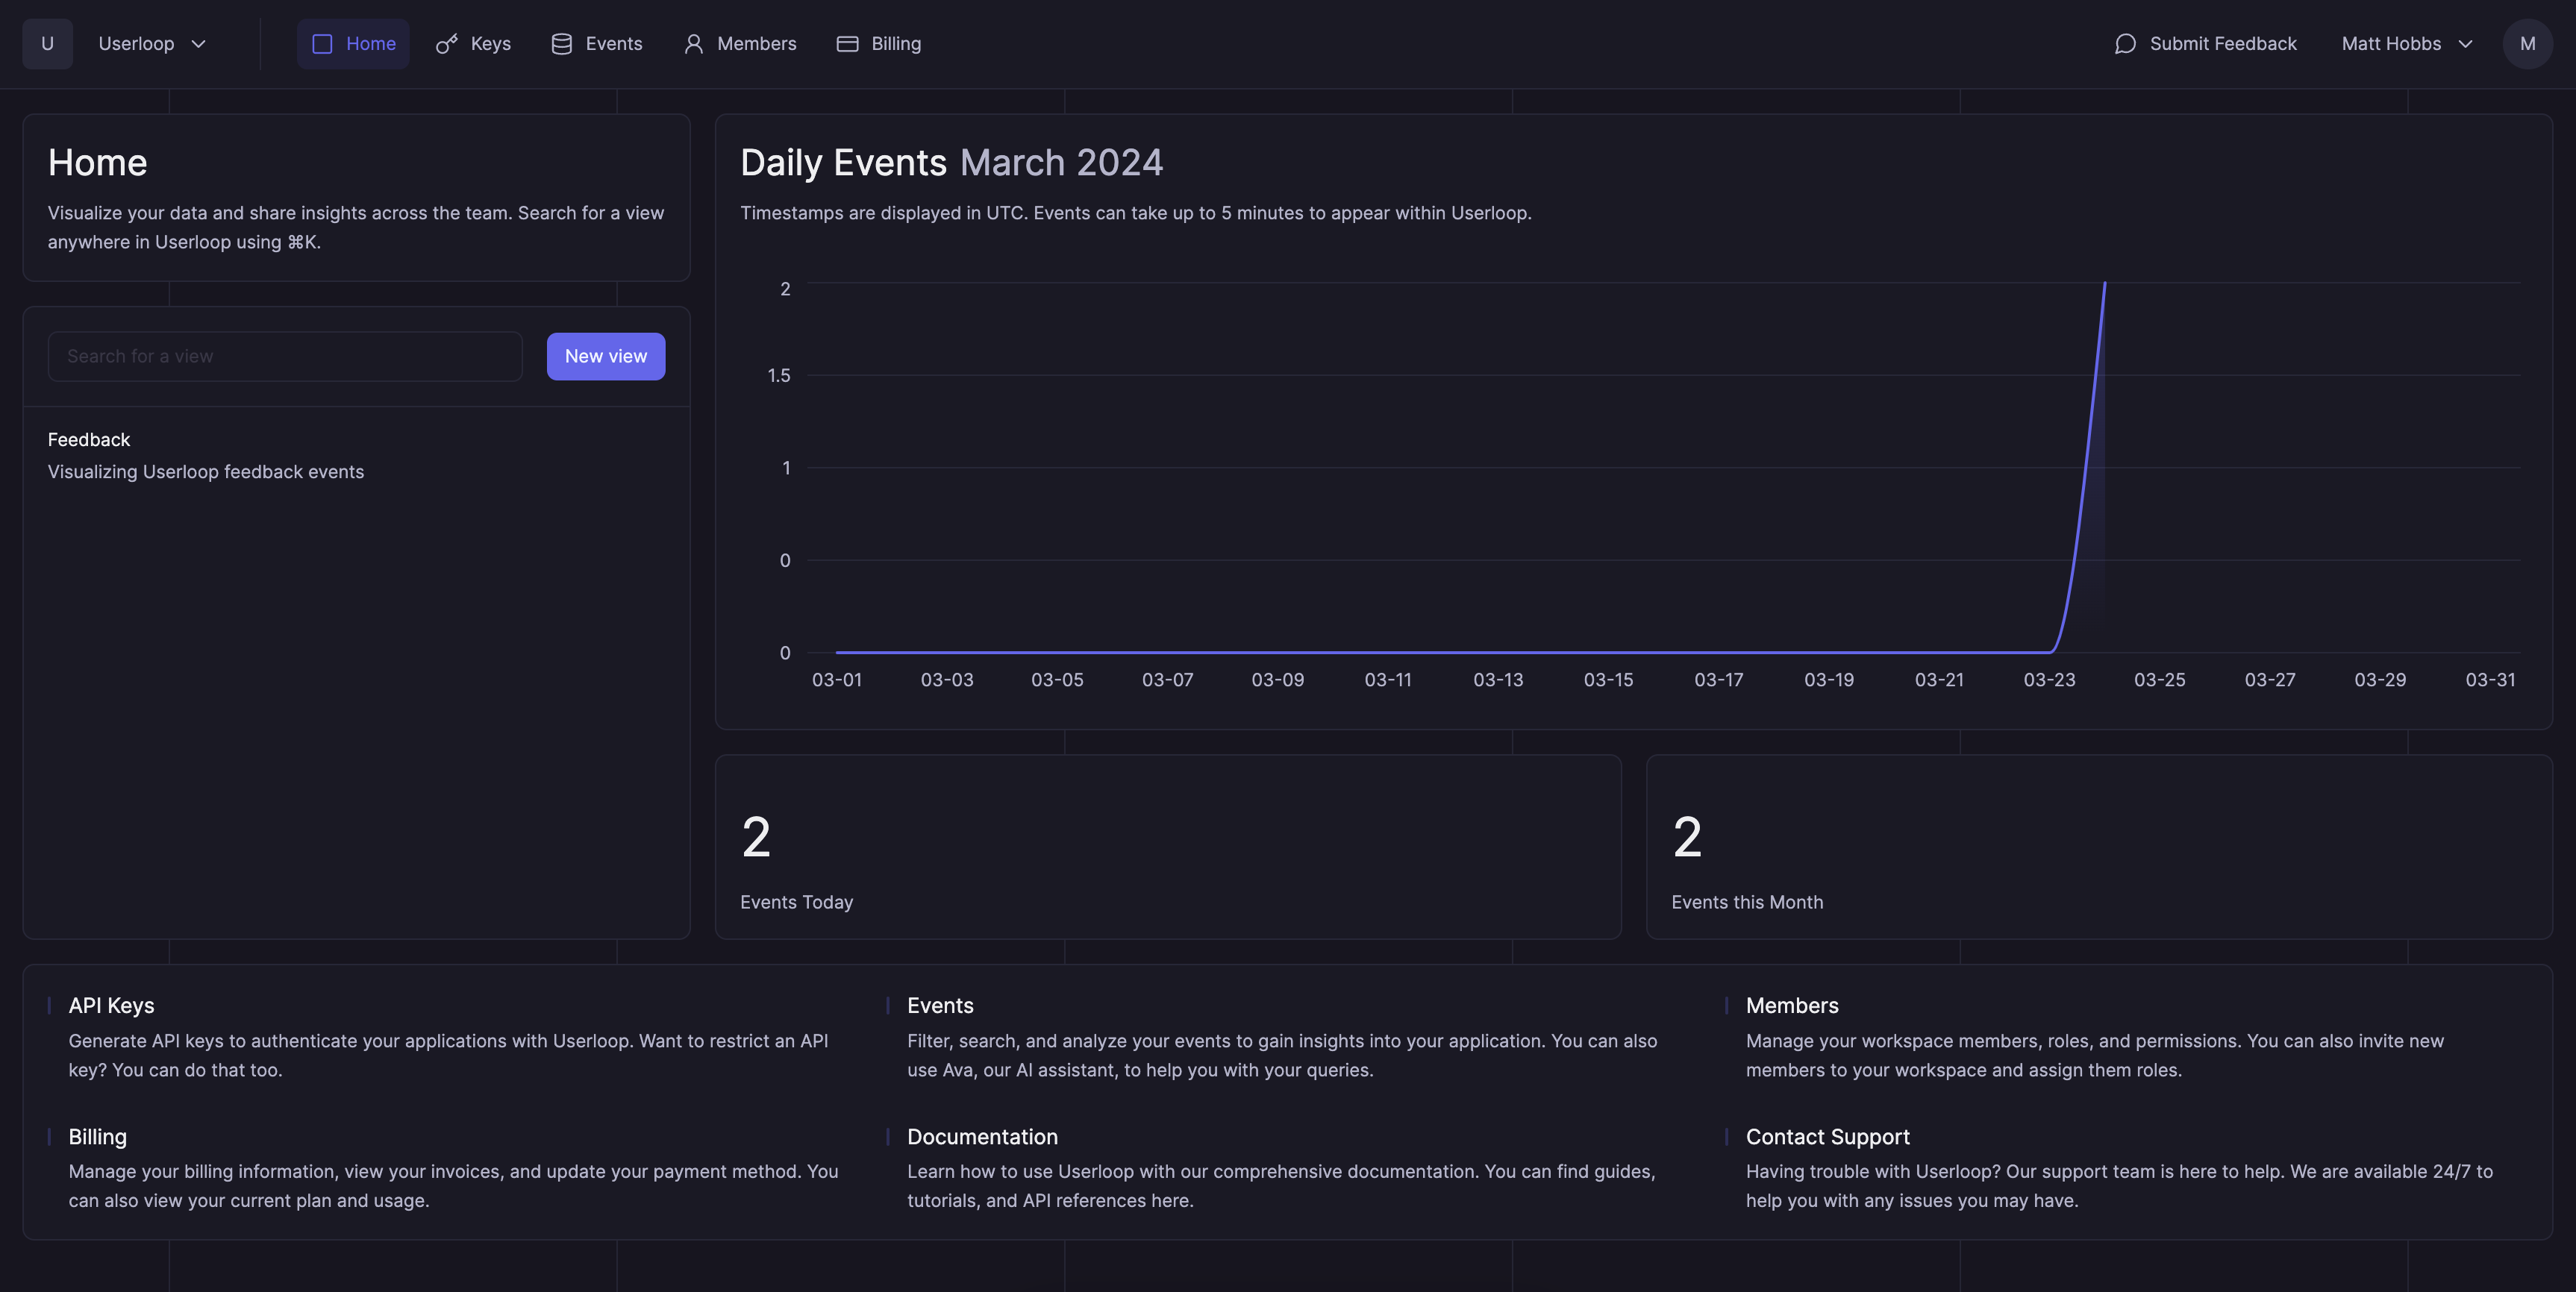 U
Userloop
Home
Keys
Events
Members
Billing
Submit Feedback
Matt Hobbs
M
Home
Visualize your data and share insights across the team. Search for a view
anywhere in Userloop using ⌘K.
Search for a view
New view
Feedback
Visualizing Userloop feedback events
Daily Events March 2024
Timestamps are displayed in UTC. Events can take up to 5 minutes to appear within Userloop.
2
1.5
1
0
0
03-01 03-03 03-05 03-07 03-09 03-11 03-13 03-15 03-17 03-19 03-21 03-23 03-25 03-27 03-29 03-31
2
Events Today
2
Events this Month
API Keys
Generate API keys to authenticate your applications with Userloop. Want to restrict an API
key? You can do that too.
Events
Filter, search, and analyze your events to gain insights into your application. You can also
use Ava, our AI assistant, to help you with your queries.
Members
Manage your workspace members, roles, and permissions. You can also invite new
members to your workspace and assign them roles.
Billing
Manage your billing information, view your invoices, and update your payment method. You
can also view your current plan and usage.
Documentation
Learn how to use Userloop with our comprehensive documentation. You can find guides,
tutorials, and API references here.
Contact Support
Having trouble with Userloop? Our support team is here to help. We are available 24/7 to
help you with any issues you may have.